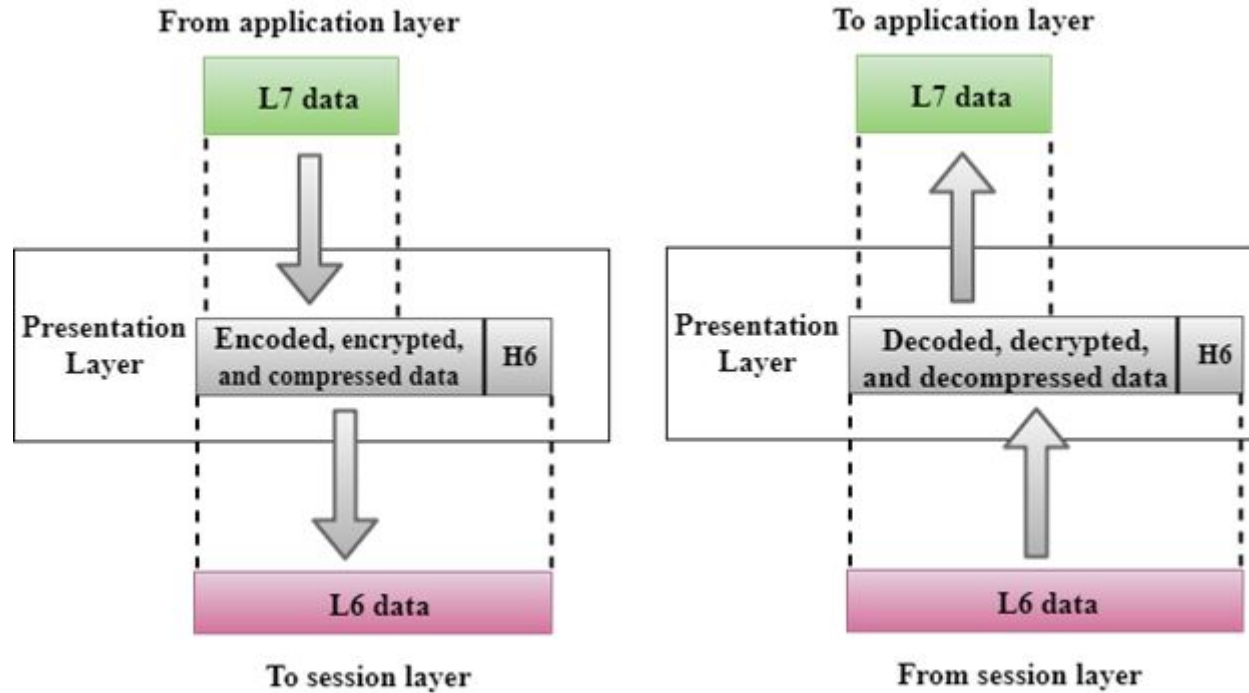 From application layer
L7 data
Presentation
Layer
Encoded, encrypted,
and compressed data
H6
L6 data
To session layer
To application layer
L7 data
Presentation
Layer
Decoded, decrypted,
and decompressed data
H6
L6 data
From session layer